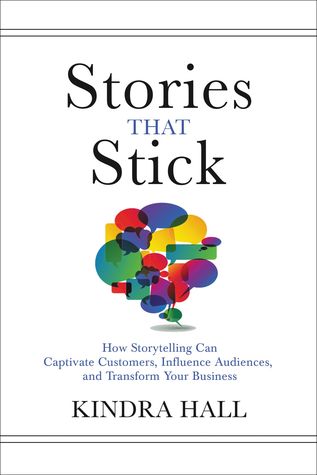 Stories
THAT
Stick
How Storytelling Can
Captivate Customers, Influence Audiences,
and Transform Your Business
KINDRA HALL